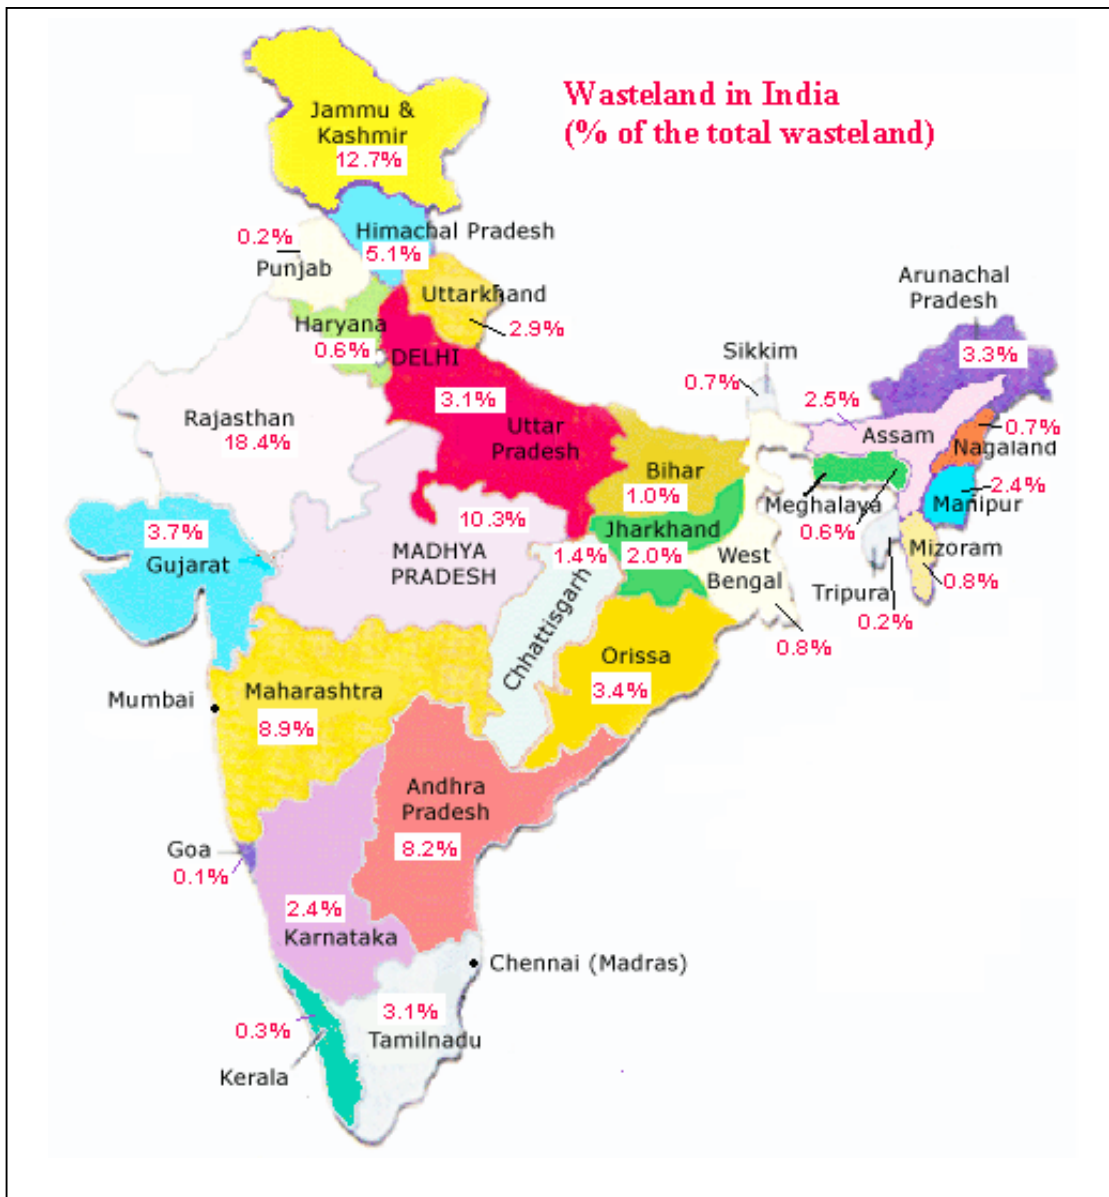 Wasteland in India
(% of the total wasteland)
Jammu &
Kashmir
12.7%
Himachal Pradesh
5.1%
0.2%
Punjab
Uttarkhand
2.9%
Haryana
0.6%
DELHI
Arunachal
Pradesh
3.3%
Sikkim
0.7%
Rajasthan
18.4%
3.1%
Uttar
Pradesh
2.5%
Assam
0.7%
Nagaland
Bihar
1.0%
Meghalaya
0.6%
2.4%
Manipur
3.7%
Gujarat
10.3%
MADHYA
PRADESH
Jharkhand
2.0%
1.4%
Chhattisgarh
West
Bengal
0.8%
Tripura
0.2%
Mizoram
0.8%
Orissa
3.4%
Mumbai
Maharashtra
8.9%
Andhra
Pradesh
8.2%
Goa
0.1%
2.4%
Karnataka
Chennai (Madras)
3.1%
Tamilnadu
0.3%
Kerala